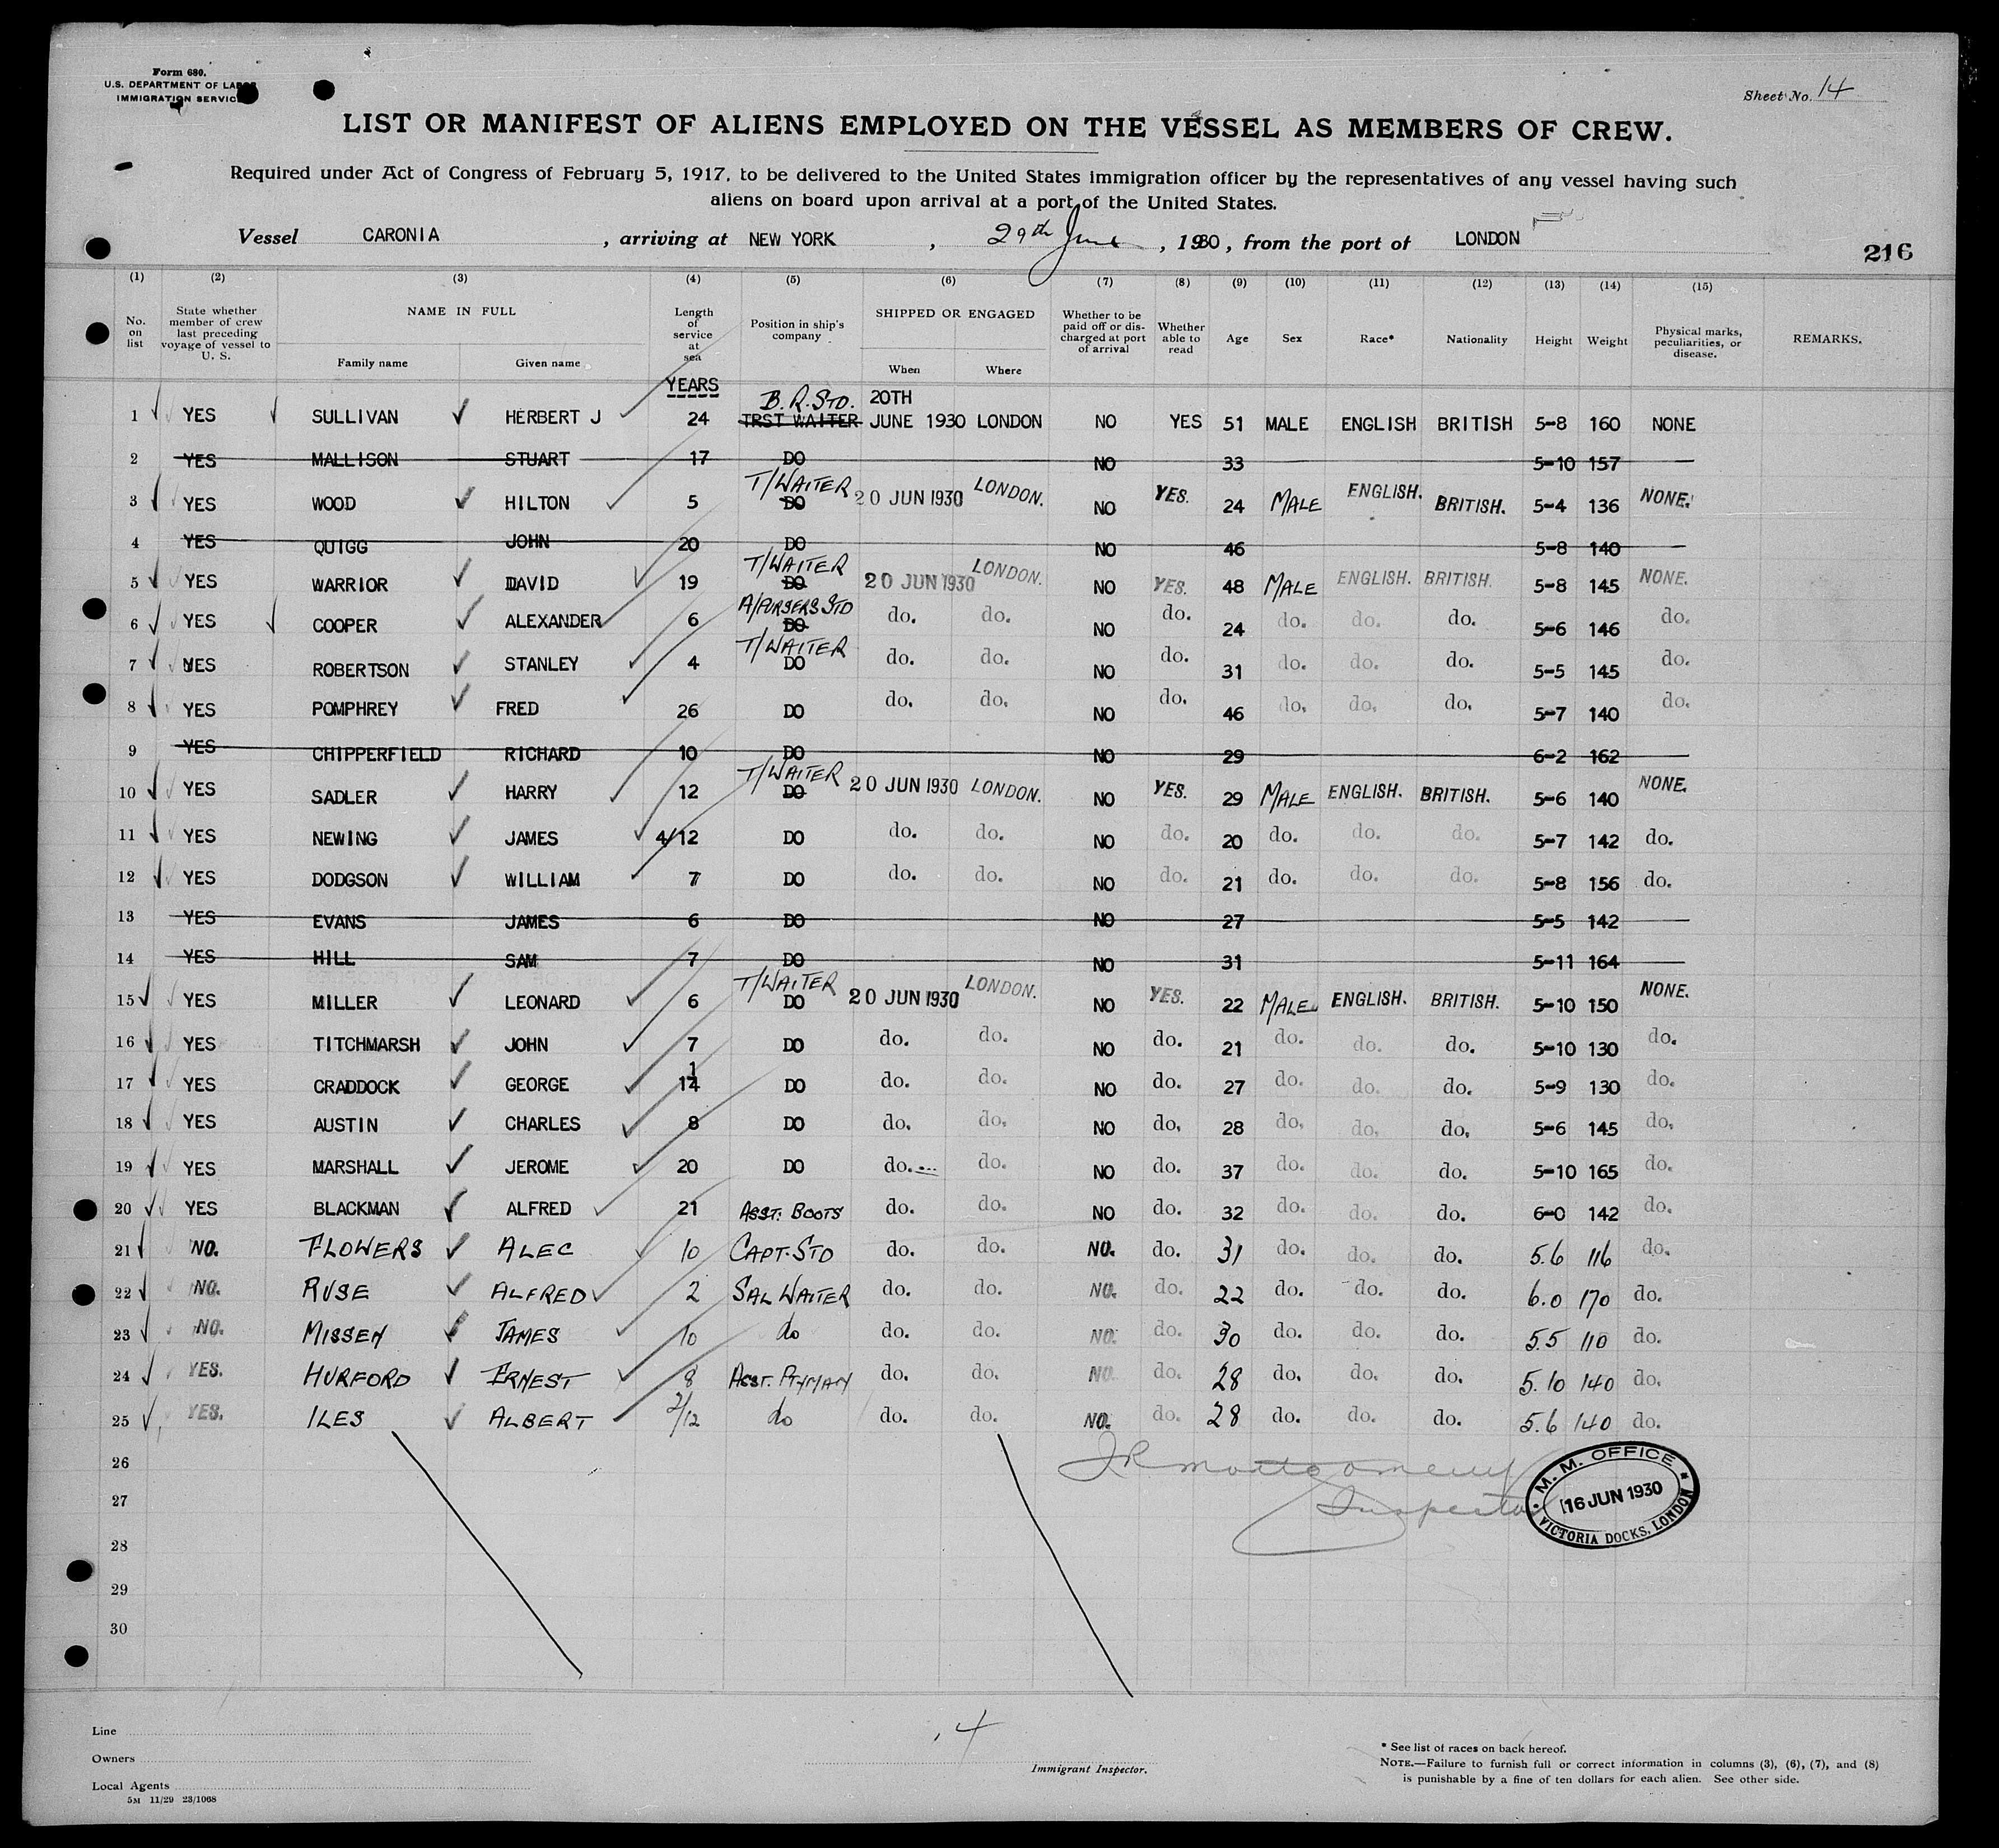 Form 680.
U.S. DEPARTMENT OF LABOR
IMMIGRATION SERVICE
Sheet No. 14
LIST OR MANIFEST OF ALIENS EMPLOYED ON THE VESSEL AS MEMBERS OF CREW.
Required under Act of Congress of February 5, 1917, to be delivered to the United States immigration officer by the representatives of any vessel having such
aliens on board upon arrival at a port of the United States.
Vessel CARONIA , arriving at NEW YORK , 29th June , 1930, from the port of LONDON
216
(1) (2) (3) (4) (5) (6) (7) (8) (9) (10) (11) (12) (13) (14) (15)
No. on list State whether member of crew last preceding voyage of vessel to U. S. NAME IN FULL Family name Given name Length of service at sea Position in ship's company SHIPPED OR ENGAGED When Where Whether to be paid off or discharged at port of arrival Whether able to read Age Sex Race* Nationality Height Weight Physical marks, peculiarities, or disease. REMARKS.
YEARS B.R. STD. 20TH
1 YES SULLIVAN HERBERT J 24 TRST WAITER JUNE 1930 LONDON NO YES 51 MALE ENGLISH BRITISH 5-8 160 NONE
2 YES MALLISON STUART 17 DO NO 33 5-10 157
T/WAITER
3 YES WOOD HILTON 5 DO 20 JUN 1930 LONDON. NO YES. 24 MALE ENGLISH. BRITISH. 5-4 136 NONE.
4 YES QUIGG JOHN 20 DO NO 46 5-8 140
T/WAITER
5 YES WARRIOR DAVID 19 DO 20 JUN 1930 LONDON. NO YES. 48 MALE ENGLISH. BRITISH. 5-8 145 NONE.
A/PURSERS STD
6 YES COOPER ALEXANDER 6 DO do. do. NO do. 24 do. do. do. 5-6 146 do.
T/WAITER
7 YES ROBERTSON STANLEY 4 DO do. do. NO do. 31 do. do. do. 5-5 145 do.
8 YES POMPHREY FRED 26 DO do. do. NO do. 46 do. do. do. 5-7 140 do.
9 YES CHIPPERFIELD RICHARD 10 DO NO 29 6-2 162
T/WAITER
10 YES SADLER HARRY 12 DO 20 JUN 1930 LONDON. NO YES. 29 MALE ENGLISH. BRITISH. 5-6 140 NONE.
11 YES NEWING JAMES 4/12 DO do. do. NO do. 20 do. do. do. 5-7 142 do.
12 YES DODGSON WILLIAM 7 DO do. do. NO do. 21 do. do. do. 5-8 156 do.
13 YES EVANS JAMES 6 DO NO 27 5-5 142
14 YES HILL SAM 7 DO NO 31 5-11 164
T/WAITER
15 YES MILLER LEONARD 6 DO 20 JUN 1930 LONDON. NO YES. 22 MALE ENGLISH. BRITISH. 5-10 150 NONE.
16 YES TITCHMARSH JOHN 7 DO do. do. NO do. 21 do. do. do. 5-10 130 do.
17 YES CRADDOCK GEORGE 14 DO do. do. NO do. 27 do. do. do. 5-9 130 do.
18 YES AUSTIN CHARLES 8 DO do. do. NO do. 28 do. do. do. 5-6 145 do.
19 YES MARSHALL JEROME 20 DO do. do. NO do. 37 do. do. do. 5-10 165 do.
20 YES BLACKMAN ALFRED 21 ASST. BOOTS do. do. NO do. 32 do. do. do. 6-0 142 do.
21 NO. FLOWERS ALEC 10 CAPT. STD do. do. NO. do. 31 do. do. do. 5.6 116 do.
22 NO. RUSE ALFRED 2 SAL WAITER do. do. NO. do. 22 do. do. do. 6.0 170 do.
23 NO. MISSEN JAMES 10 do do. do. NO. do. 30 do. do. do. 5.5 110 do.
24 YES. HURFORD ERNEST 8 ASST. PTYMAN do. do. NO do. 28 do. do. do. 5.10 140 do.
25 YES. ILES ALBERT 2/12 do do. do. NO. do. 28 do. do. do. 5.6 140 do.
26
27
28
29
30
JR Montgomery
Inspector
M. M. OFFICE
16 JUN 1930
VICTORIA DOCKS, LONDON
14
Line
Owners
Local Agents
5M 11/29 23/1068
Immigrant Inspector.
* See list of races on back hereof.
NOTE.—Failure to furnish full or correct information in columns (3), (6), (7), and (8)
is punishable by a fine of ten dollars for each alien. See other side.